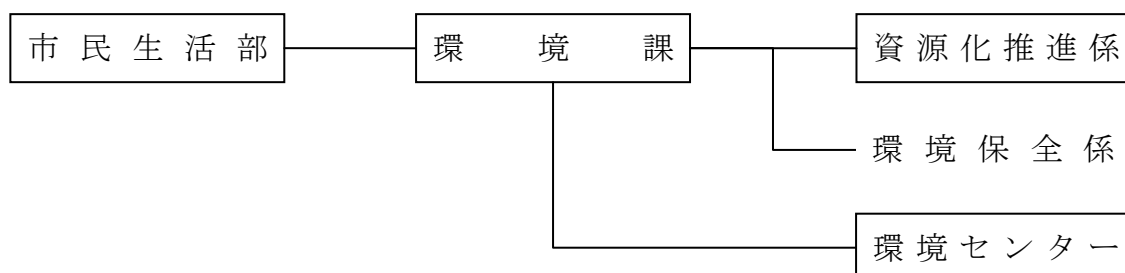 市民生活部
環境課
資源化推進係
環境保全係
環境センター